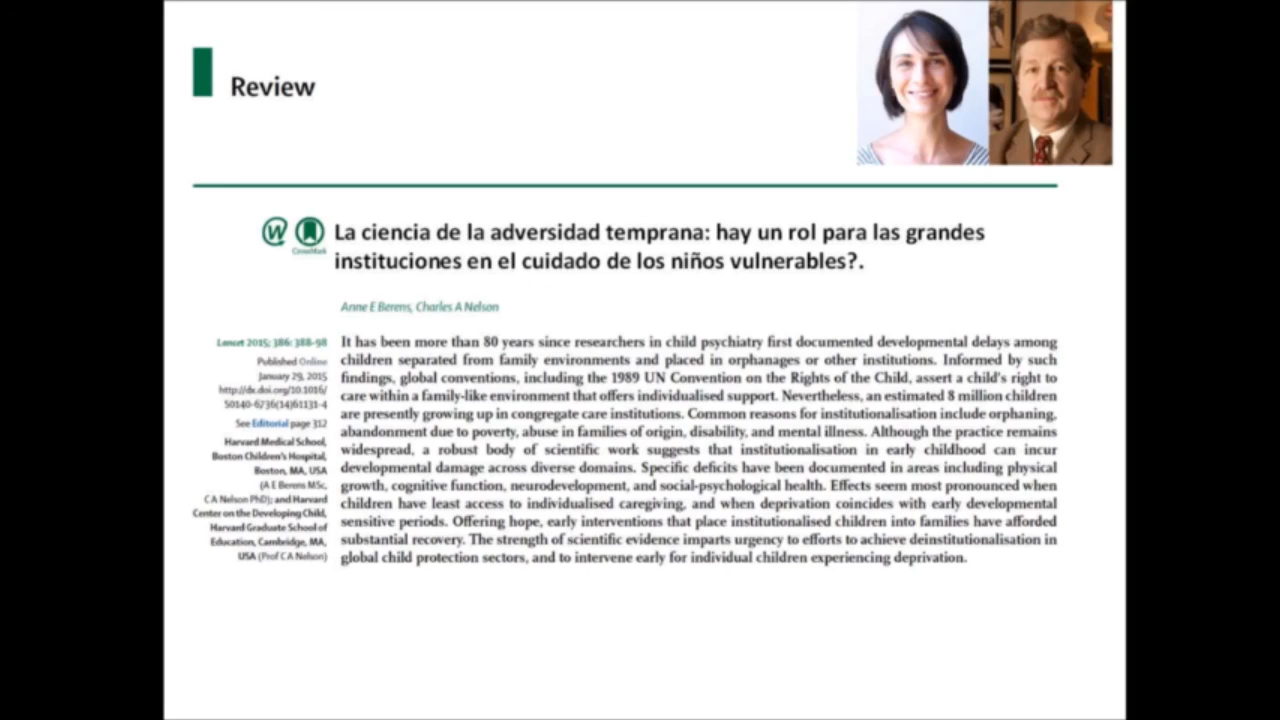 Review
La ciencia de la adversidad temprana: hay un rol para las grandes
instituciones en el cuidado de los niños vulnerables?.
CrossMark
Anne E Berens, Charles A Nelson
Lancet 2015; 386: 388-98
Published Online
January 29, 2015
http://dx.doi.org/10.1016/
S0140-6736(14)61131-4
See Editorial page 312
Harvard Medical School,
Boston Children's Hospital,
Boston, MA, USA
(A E Berens MSc,
C A Nelson PhD); and Harvard
Center on the Developing Child,
Harvard Graduate School of
Education, Cambridge, MA,
USA (Prof C A Nelson)
It has been more than 80 years since researchers in child psychiatry first documented developmental delays among
children separated from family environments and placed in orphanages or other institutions. Informed by such
findings, global conventions, including the 1989 UN Convention on the Rights of the Child, assert a child's right to
care within a family-like environment that offers individualised support. Nevertheless, an estimated 8 million children
are presently growing up in congregate care institutions. Common reasons for institutionalisation include orphaning,
abandonment due to poverty, abuse in families of origin, disability, and mental illness. Although the practice remains
widespread, a robust body of scientific work suggests that institutionalisation in early childhood can incur
developmental damage across diverse domains. Specific deficits have been documented in areas including physical
growth, cognitive function, neurodevelopment, and social-psychological health. Effects seem most pronounced when
children have least access to individualised caregiving, and when deprivation coincides with early developmental
sensitive periods. Offering hope, early interventions that place institutionalised children into families have afforded
substantial recovery. The strength of scientific evidence imparts urgency to efforts to achieve deinstitutionalisation in
global child protection sectors, and to intervene early for individual children experiencing deprivation.